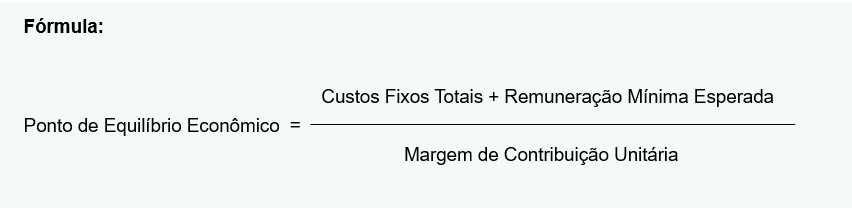 Fórmula:
Custos Fixos Totais + Remuneração Mínima Esperada
Ponto de Equilíbrio Econômico =
Margem de Contribuição Unitária